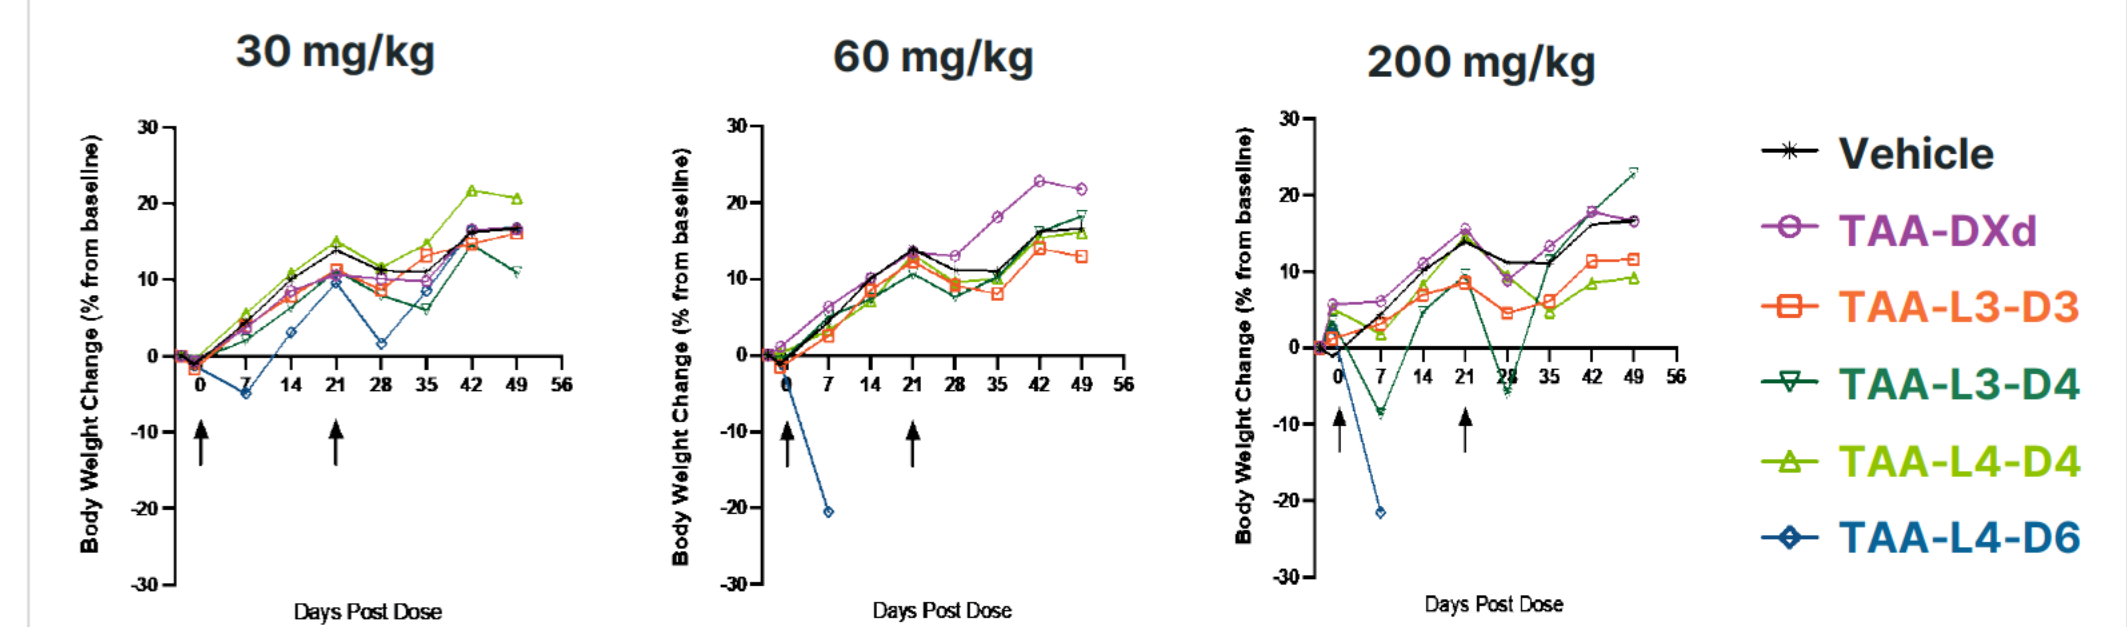 30 mg/kg
60 mg/kg
200 mg/kg
Body Weight Change (% from baseline)
30
20
10
0
-10
-20
-30
0 7 14 21 28 35 42 49 56
Days Post Dose
Body Weight Change (% from baseline)
30
20
10
0
-10
-20
-30
0 7 14 21 28 35 42 49 56
Days Post Dose
Body Weight Change (% from baseline)
30
20
10
0
-10
-20
-30
0 7 14 21 28 35 42 49 56
Days Post Dose
Vehicle
TAA-DXd
TAA-L3-D3
TAA-L3-D4
TAA-L4-D4
TAA-L4-D6